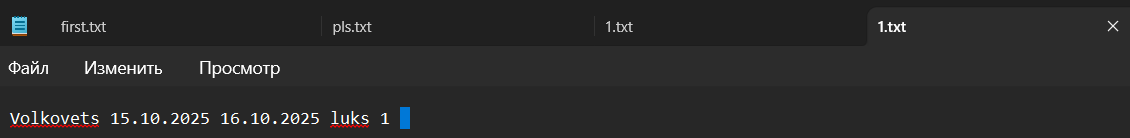 first.txt pls.txt 1.txt 1.txt
Файл Изменить Просмотр
Volkovets 15.10.2025 16.10.2025 luks 1